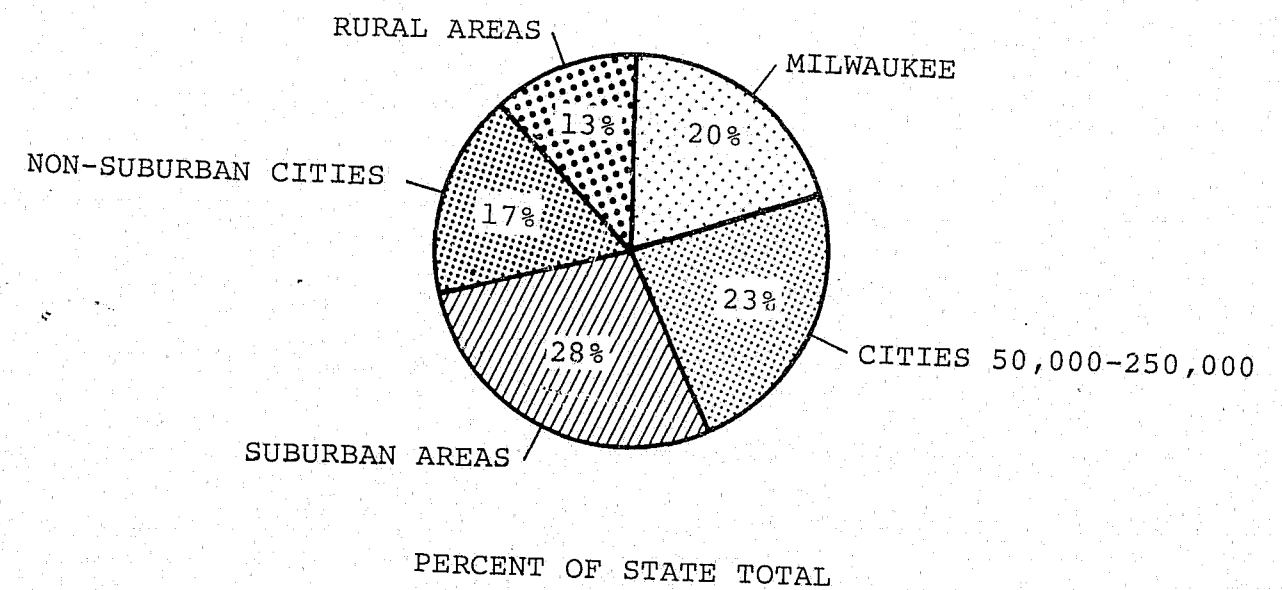 RURAL AREAS
MILWAUKEE
13%
20%
NON-SUBURBAN CITIES
17%
23%
28%
CITIES 50,000-250,000
SUBURBAN AREAS
PERCENT OF STATE TOTAL